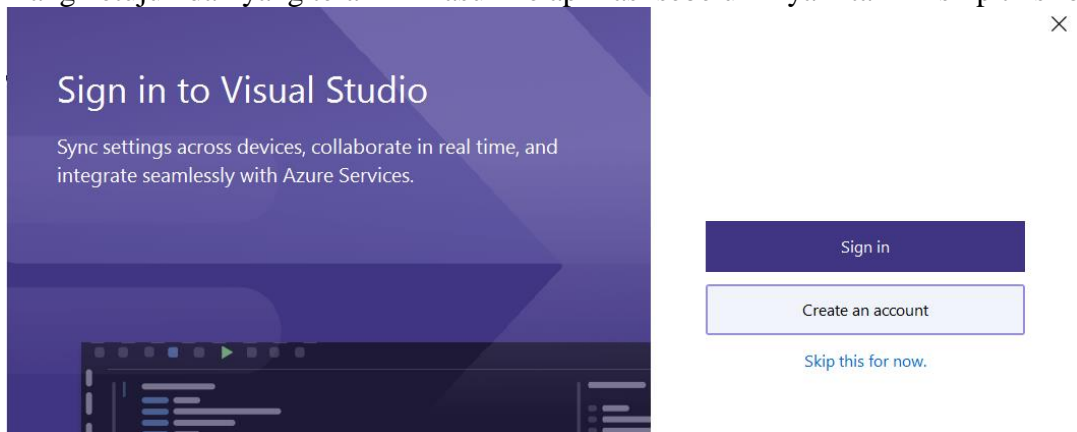 Sign in to Visual Studio
Sync settings across devices, collaborate in real time, and
integrate seamlessly with Azure Services.
Sign in
Create an account
Skip this for now.